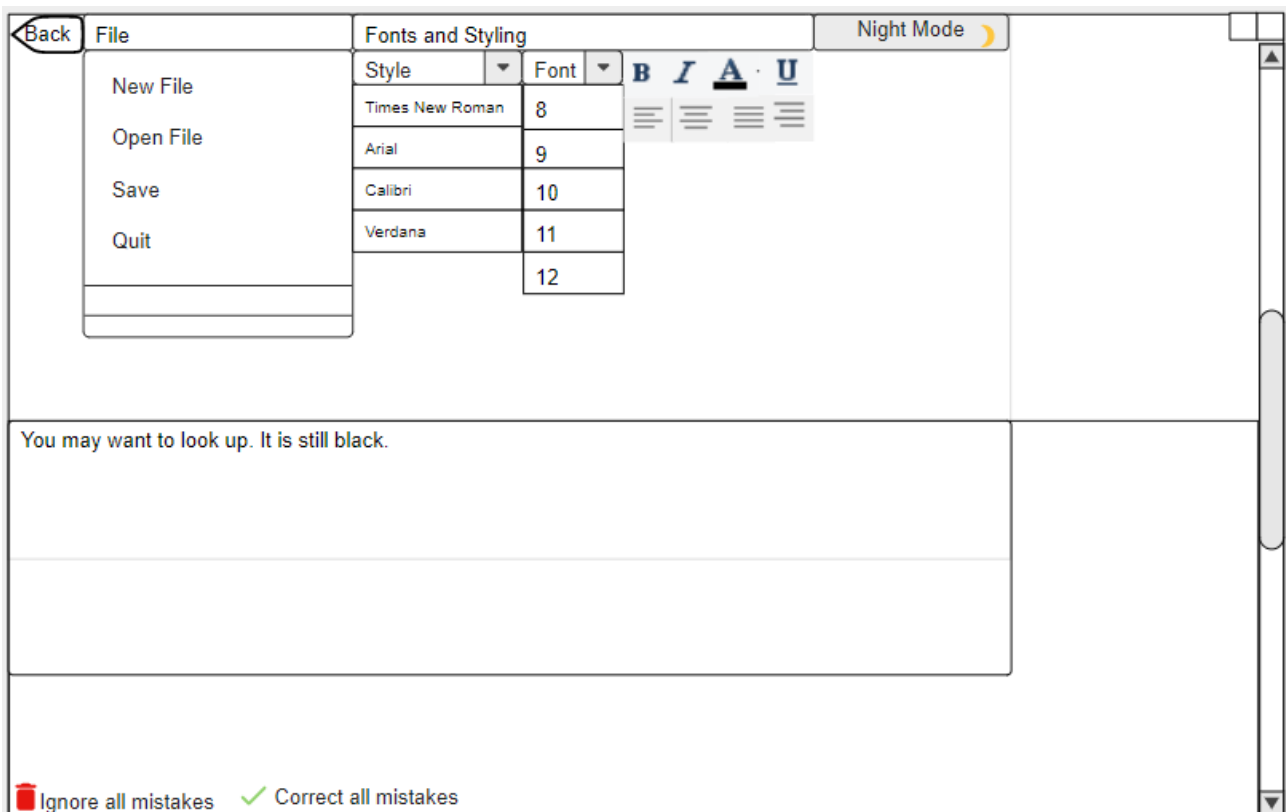 Back File Fonts and Styling Night Mode
Style Font B I A U
New File
Times New Roman 8
Open File
Arial 9
Save
Calibri 10
Quit
Verdana 11
12
You may want to look up. It is still black.
Ignore all mistakes Correct all mistakes